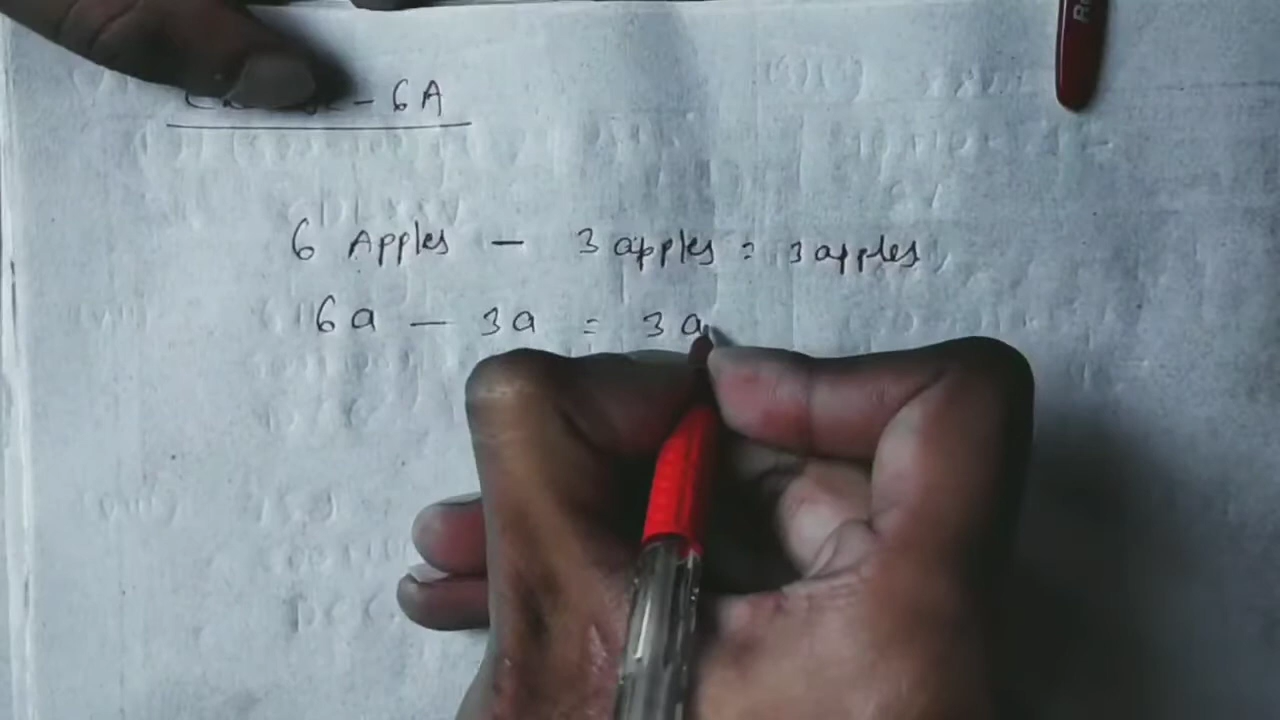 - 6A
6 Apples - 3 apples = 3 apples,
6a - 3a = 3a